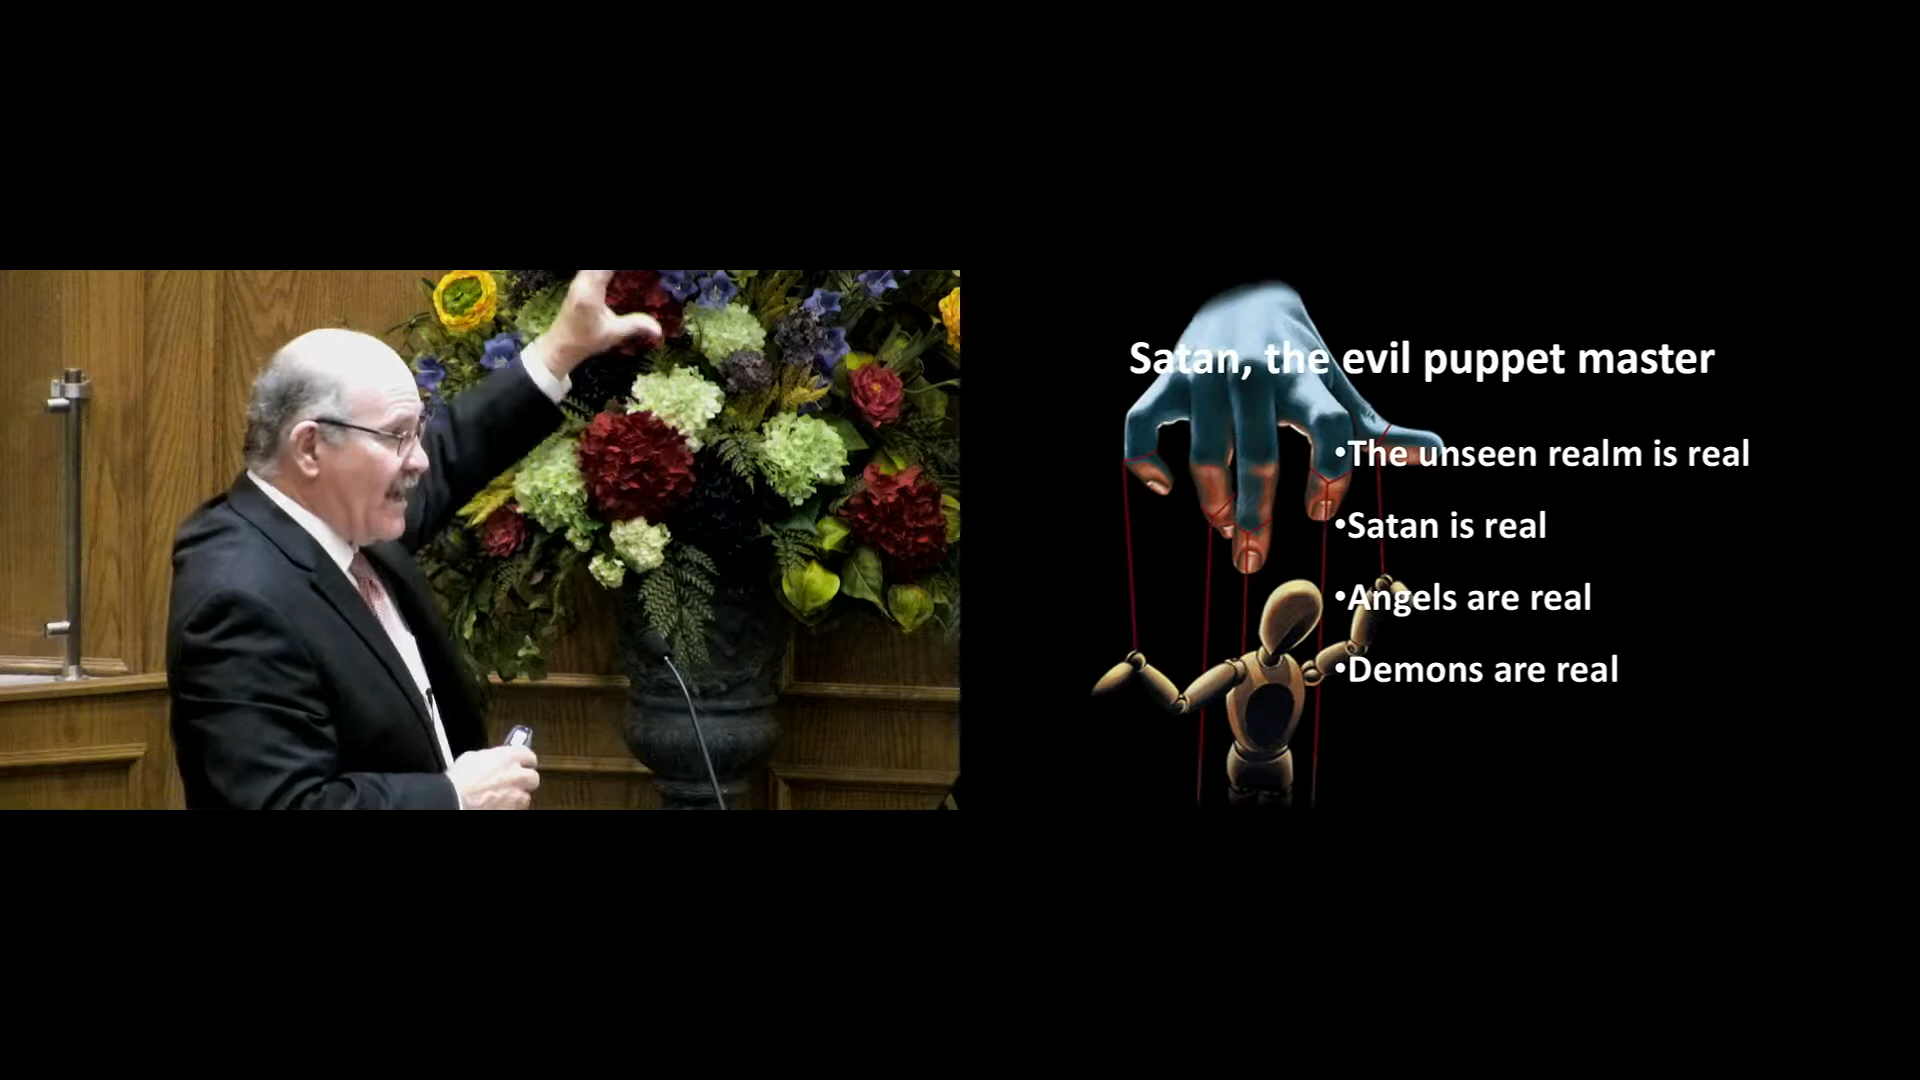 Satan, the evil puppet master
•The unseen realm is real
•Satan is real
•Angels are real
•Demons are real